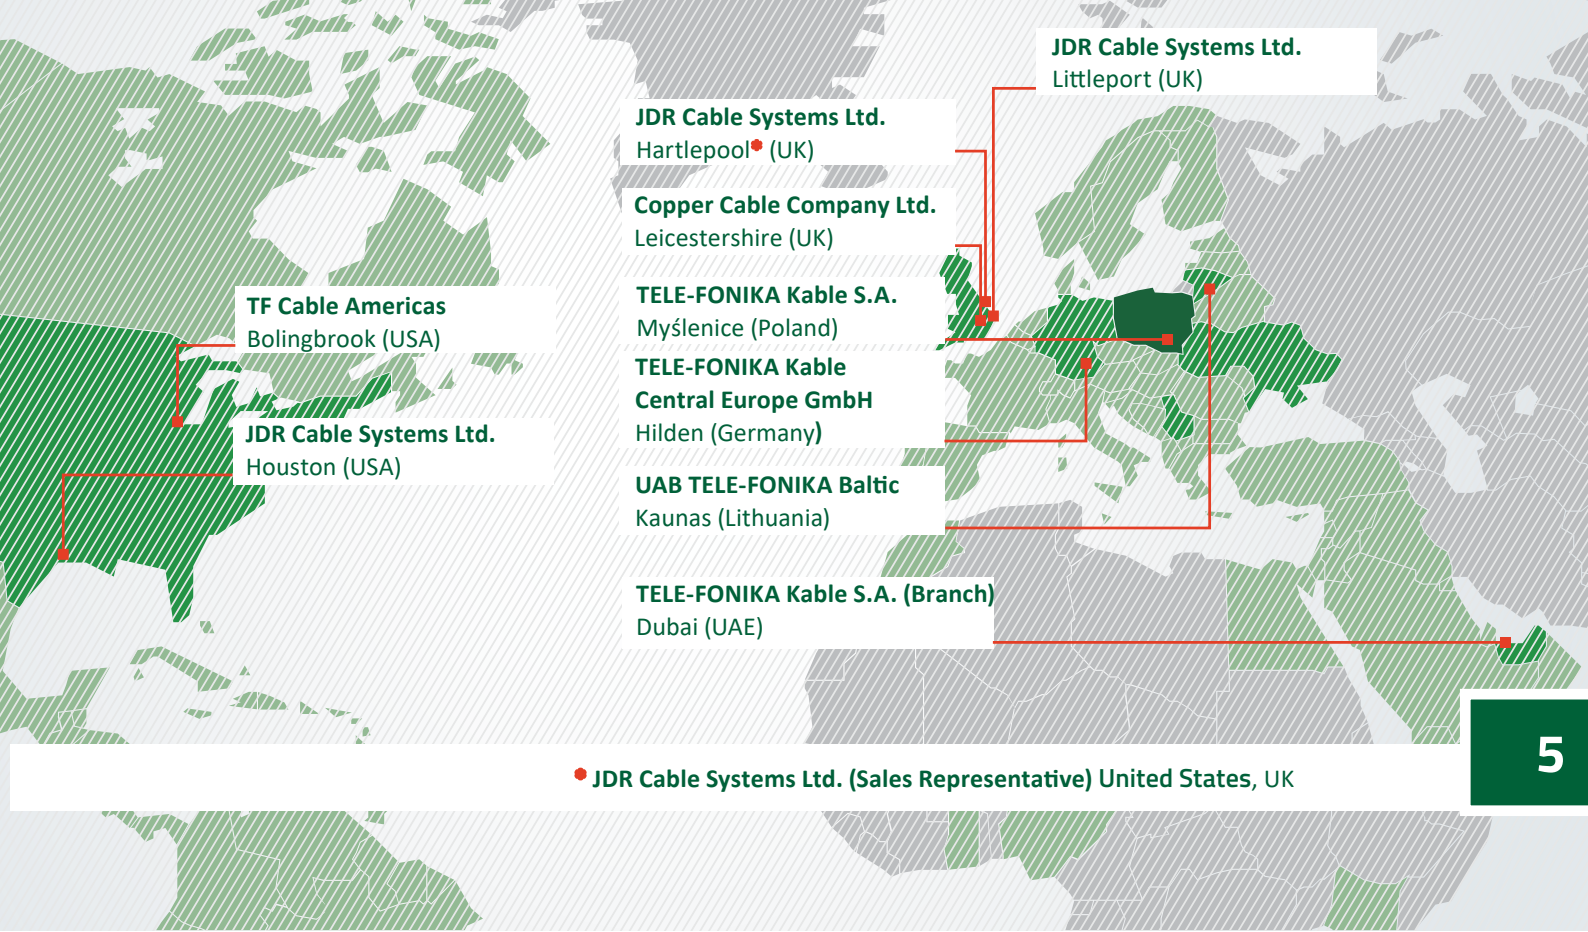 JDR Cable Systems Ltd.
Littleport (UK)
JDR Cable Systems Ltd.
Hartlepool* (UK)
Copper Cable Company Ltd.
Leicestershire (UK)
TELE-FONIKA Kable S.A.
Myślenice (Poland)
TF Cable Americas
Bolingbrook (USA)
TELE-FONIKA Kable
Central Europe GmbH
Hilden (Germany)
JDR Cable Systems Ltd.
Houston (USA)
UAB TELE-FONIKA Baltic
Kaunas (Lithuania)
TELE-FONIKA Kable S.A. (Branch)
Dubai (UAE)
5
* JDR Cable Systems Ltd. (Sales Representative) United States, UK